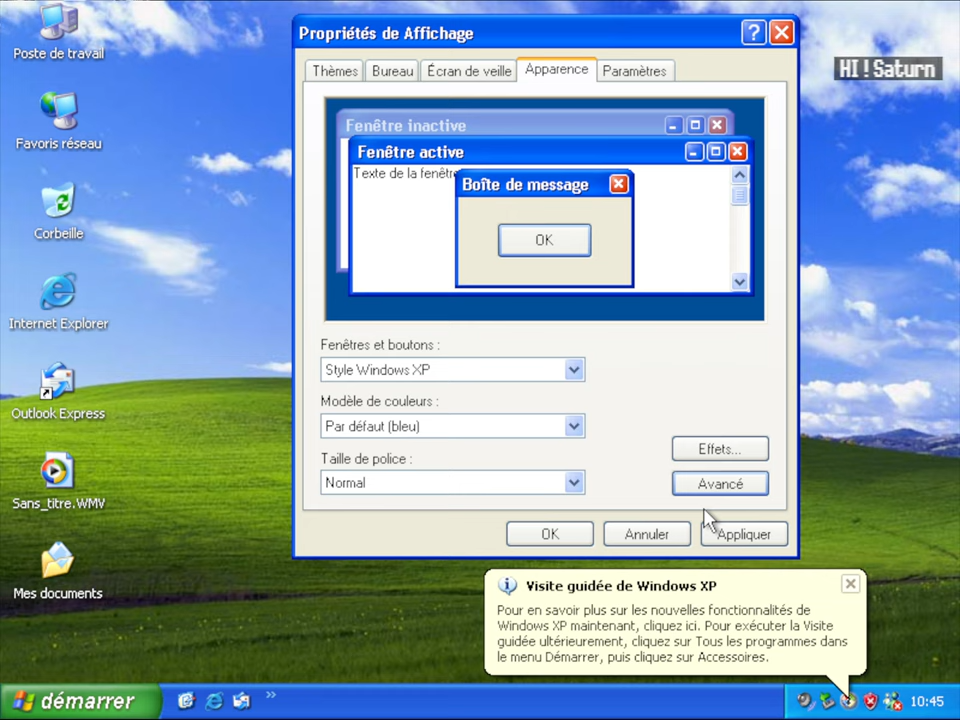 Poste de travail
Favoris réseau
Corbeille
Internet Explorer
Outlook Express
Sans_titre.WMV
Mes documents
Propriétés de Affichage
Thèmes
Bureau
Écran de veille
Apparence
Paramètres
Fenêtre inactive
Fenêtre active
Texte de la fenêtre
Boîte de message
OK
Fenêtres et boutons :
Style Windows XP
Modèle de couleurs :
Par défaut (bleu)
Taille de police :
Normal
Effets...
Avancé
OK
Annuler
Appliquer
HI ! Saturn
Visite guidée de Windows XP
Pour en savoir plus sur les nouvelles fonctionnalités de
Windows XP maintenant, cliquez ici. Pour exécuter la Visite
guidée ultérieurement, cliquez sur Tous les programmes dans
le menu Démarrer, puis cliquez sur Accessoires.
démarrer
10:45